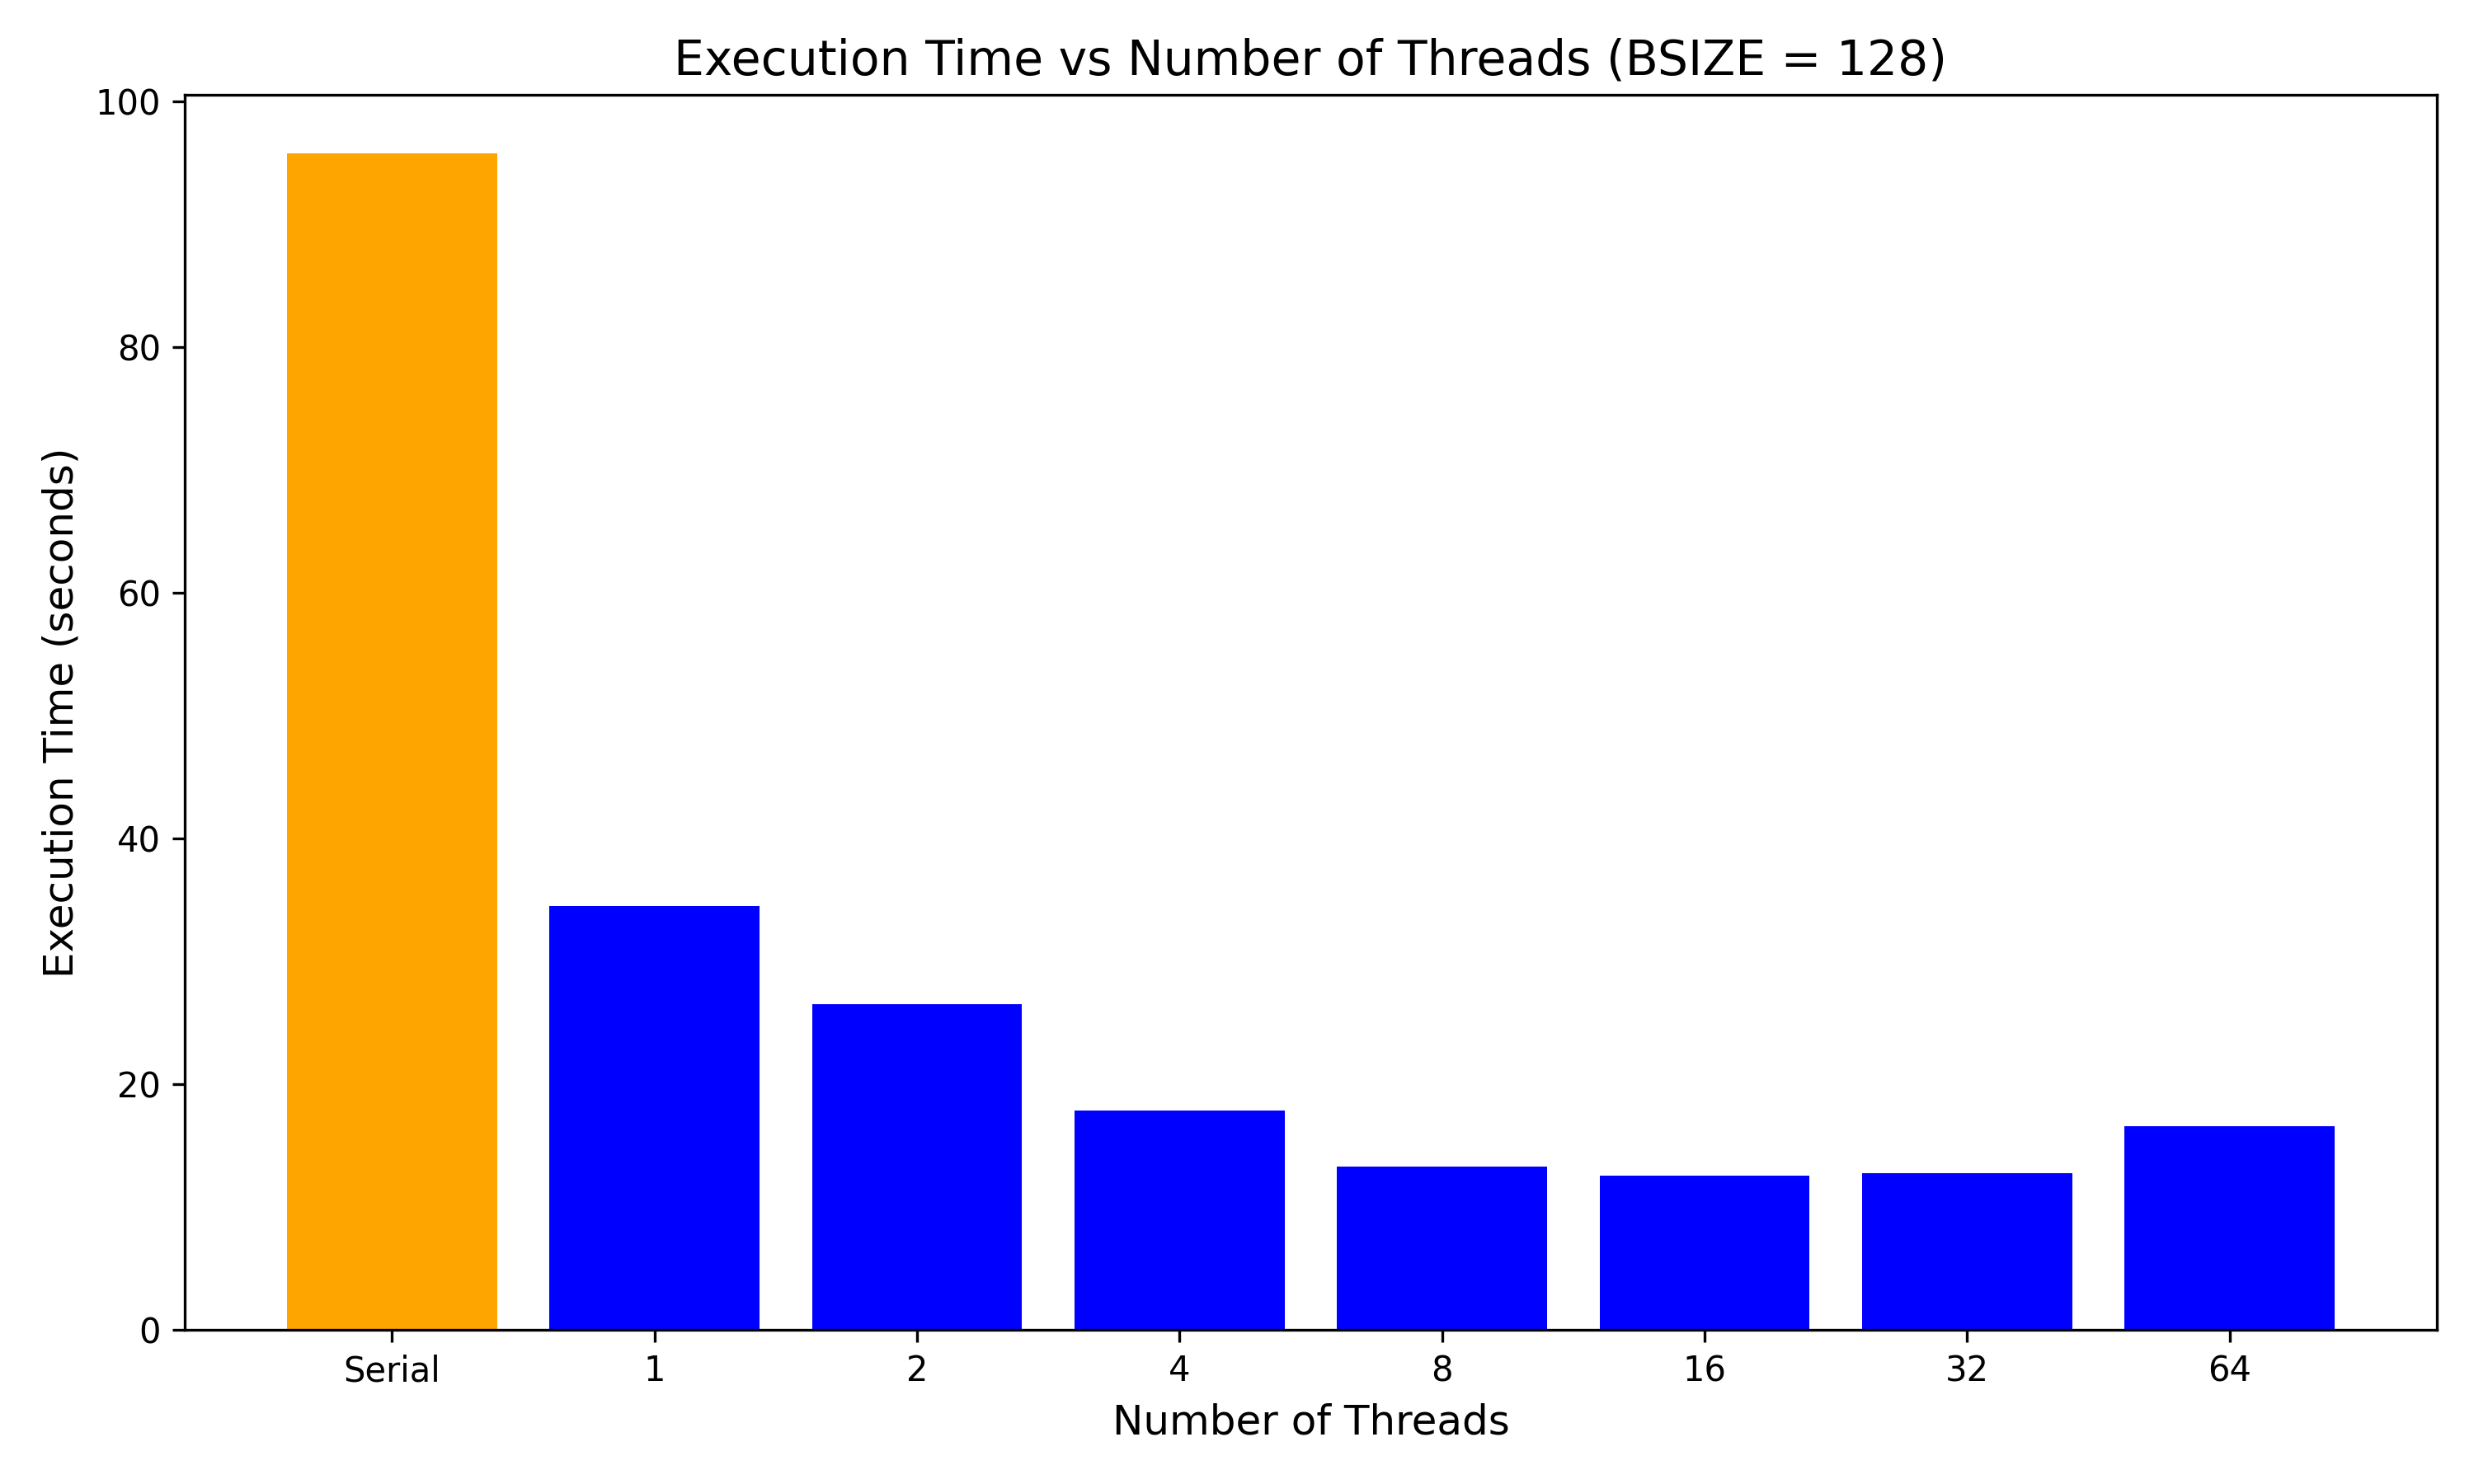 Execution Time vs Number of Threads (BSIZE = 128)
100
80
60
40
20
0
Execution Time (seconds)
Serial 1 2 4 8 16 32 64
Number of Threads